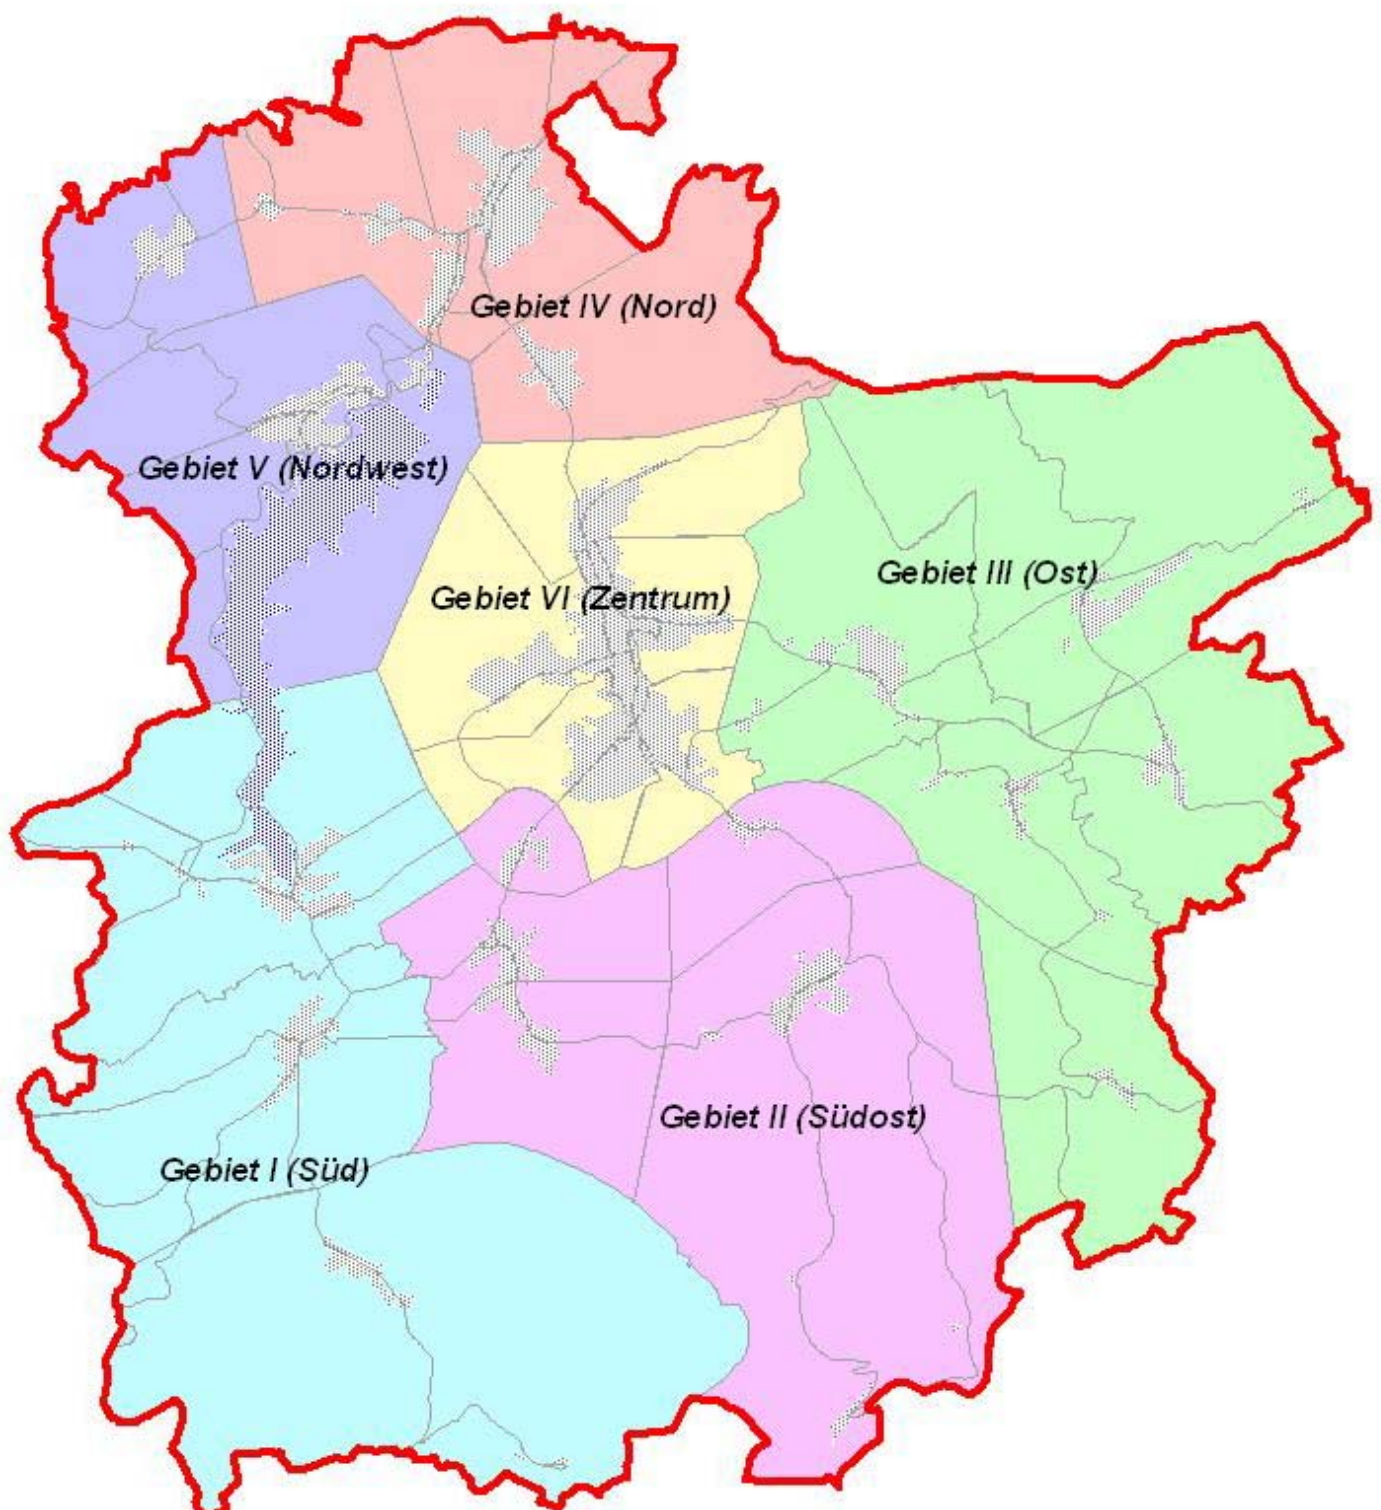 Gebiet IV (Nord)
Gebiet V (Nordwest)
Gebiet III (Ost)
Gebiet VI (Zentrum)
Gebiet II (Südost)
Gebiet I (Süd)